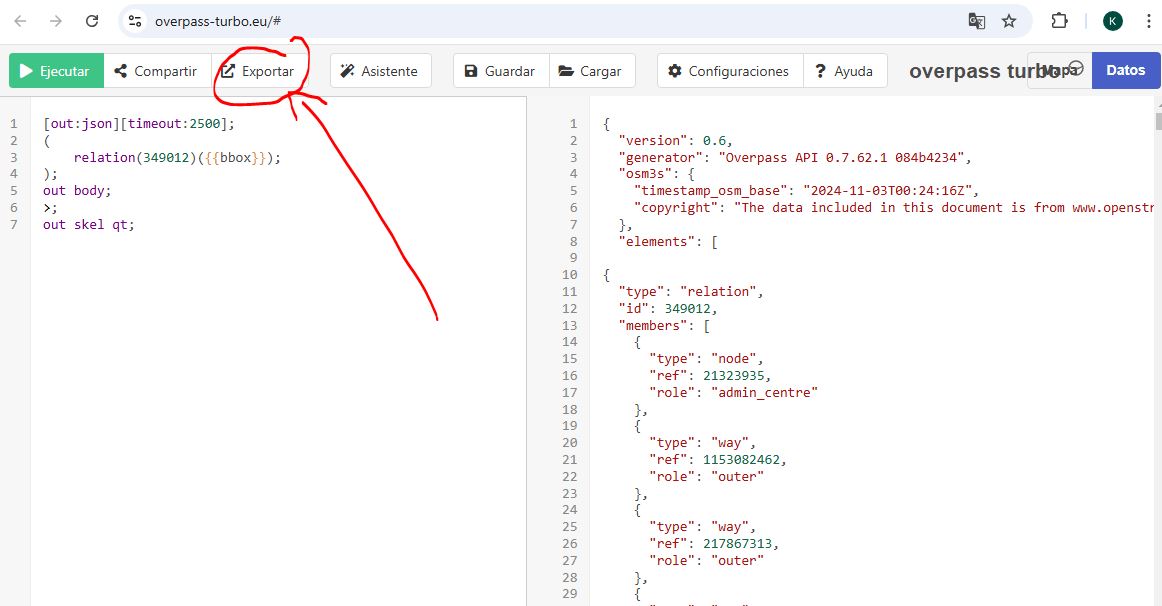 overpass-turbo.eu/#
K
Ejecutar Compartir Exportar Asistente Guardar Cargar Configuraciones Ayuda overpass turbo Mapa Datos
1 [out:json][timeout:2500];
2 (
3 relation(349012)({{bbox}});
4 );
5 out body;
6 >;
7 out skel qt;
1 {
2 "version": 0.6,
3 "generator": "Overpass API 0.7.62.1 084b4234",
4 "osm3s": {
5 "timestamp_osm_base": "2024-11-03T00:24:16Z",
6 "copyright": "The data included in this document is from www.openstr
7 },
8 "elements": [
9
10 {
11 "type": "relation",
12 "id": 349012,
13 "members": [
14 {
15 "type": "node",
16 "ref": 21323935,
17 "role": "admin_centre"
18 },
19 {
20 "type": "way",
21 "ref": 1153082462,
22 "role": "outer"
23 },
24 {
25 "type": "way",
26 "ref": 217867313,
27 "role": "outer"
28 },
29 {